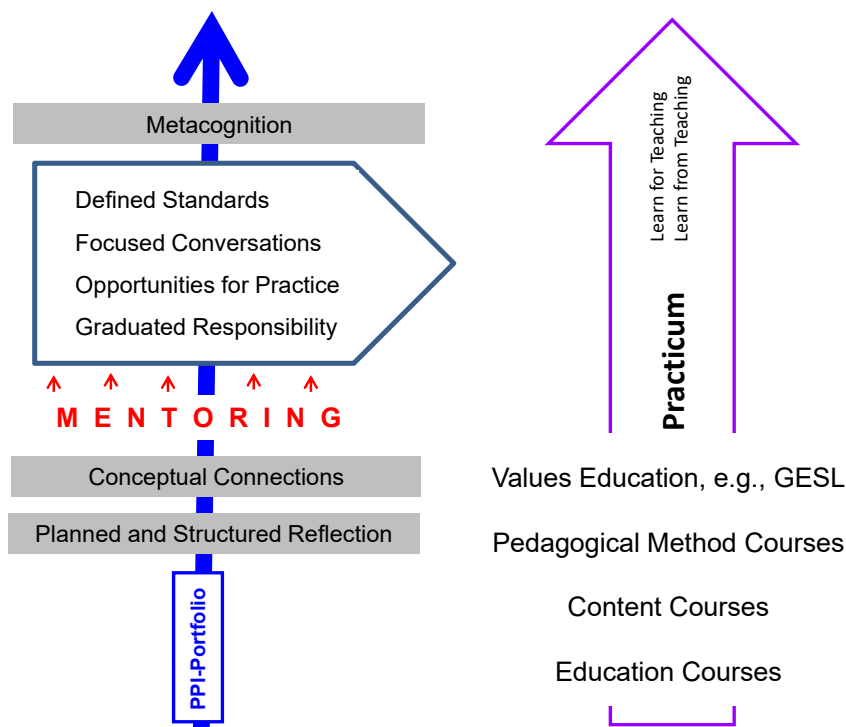 Metacognition
Defined Standards
Focused Conversations
Opportunities for Practice
Graduated Responsibility
MENTORING
Conceptual Connections
Planned and Structured Reflection
PPI-Portfolio
Learn for Teaching
Learn from Teaching
Practicum
Values Education, e.g., GESL
Pedagogical Method Courses
Content Courses
Education Courses